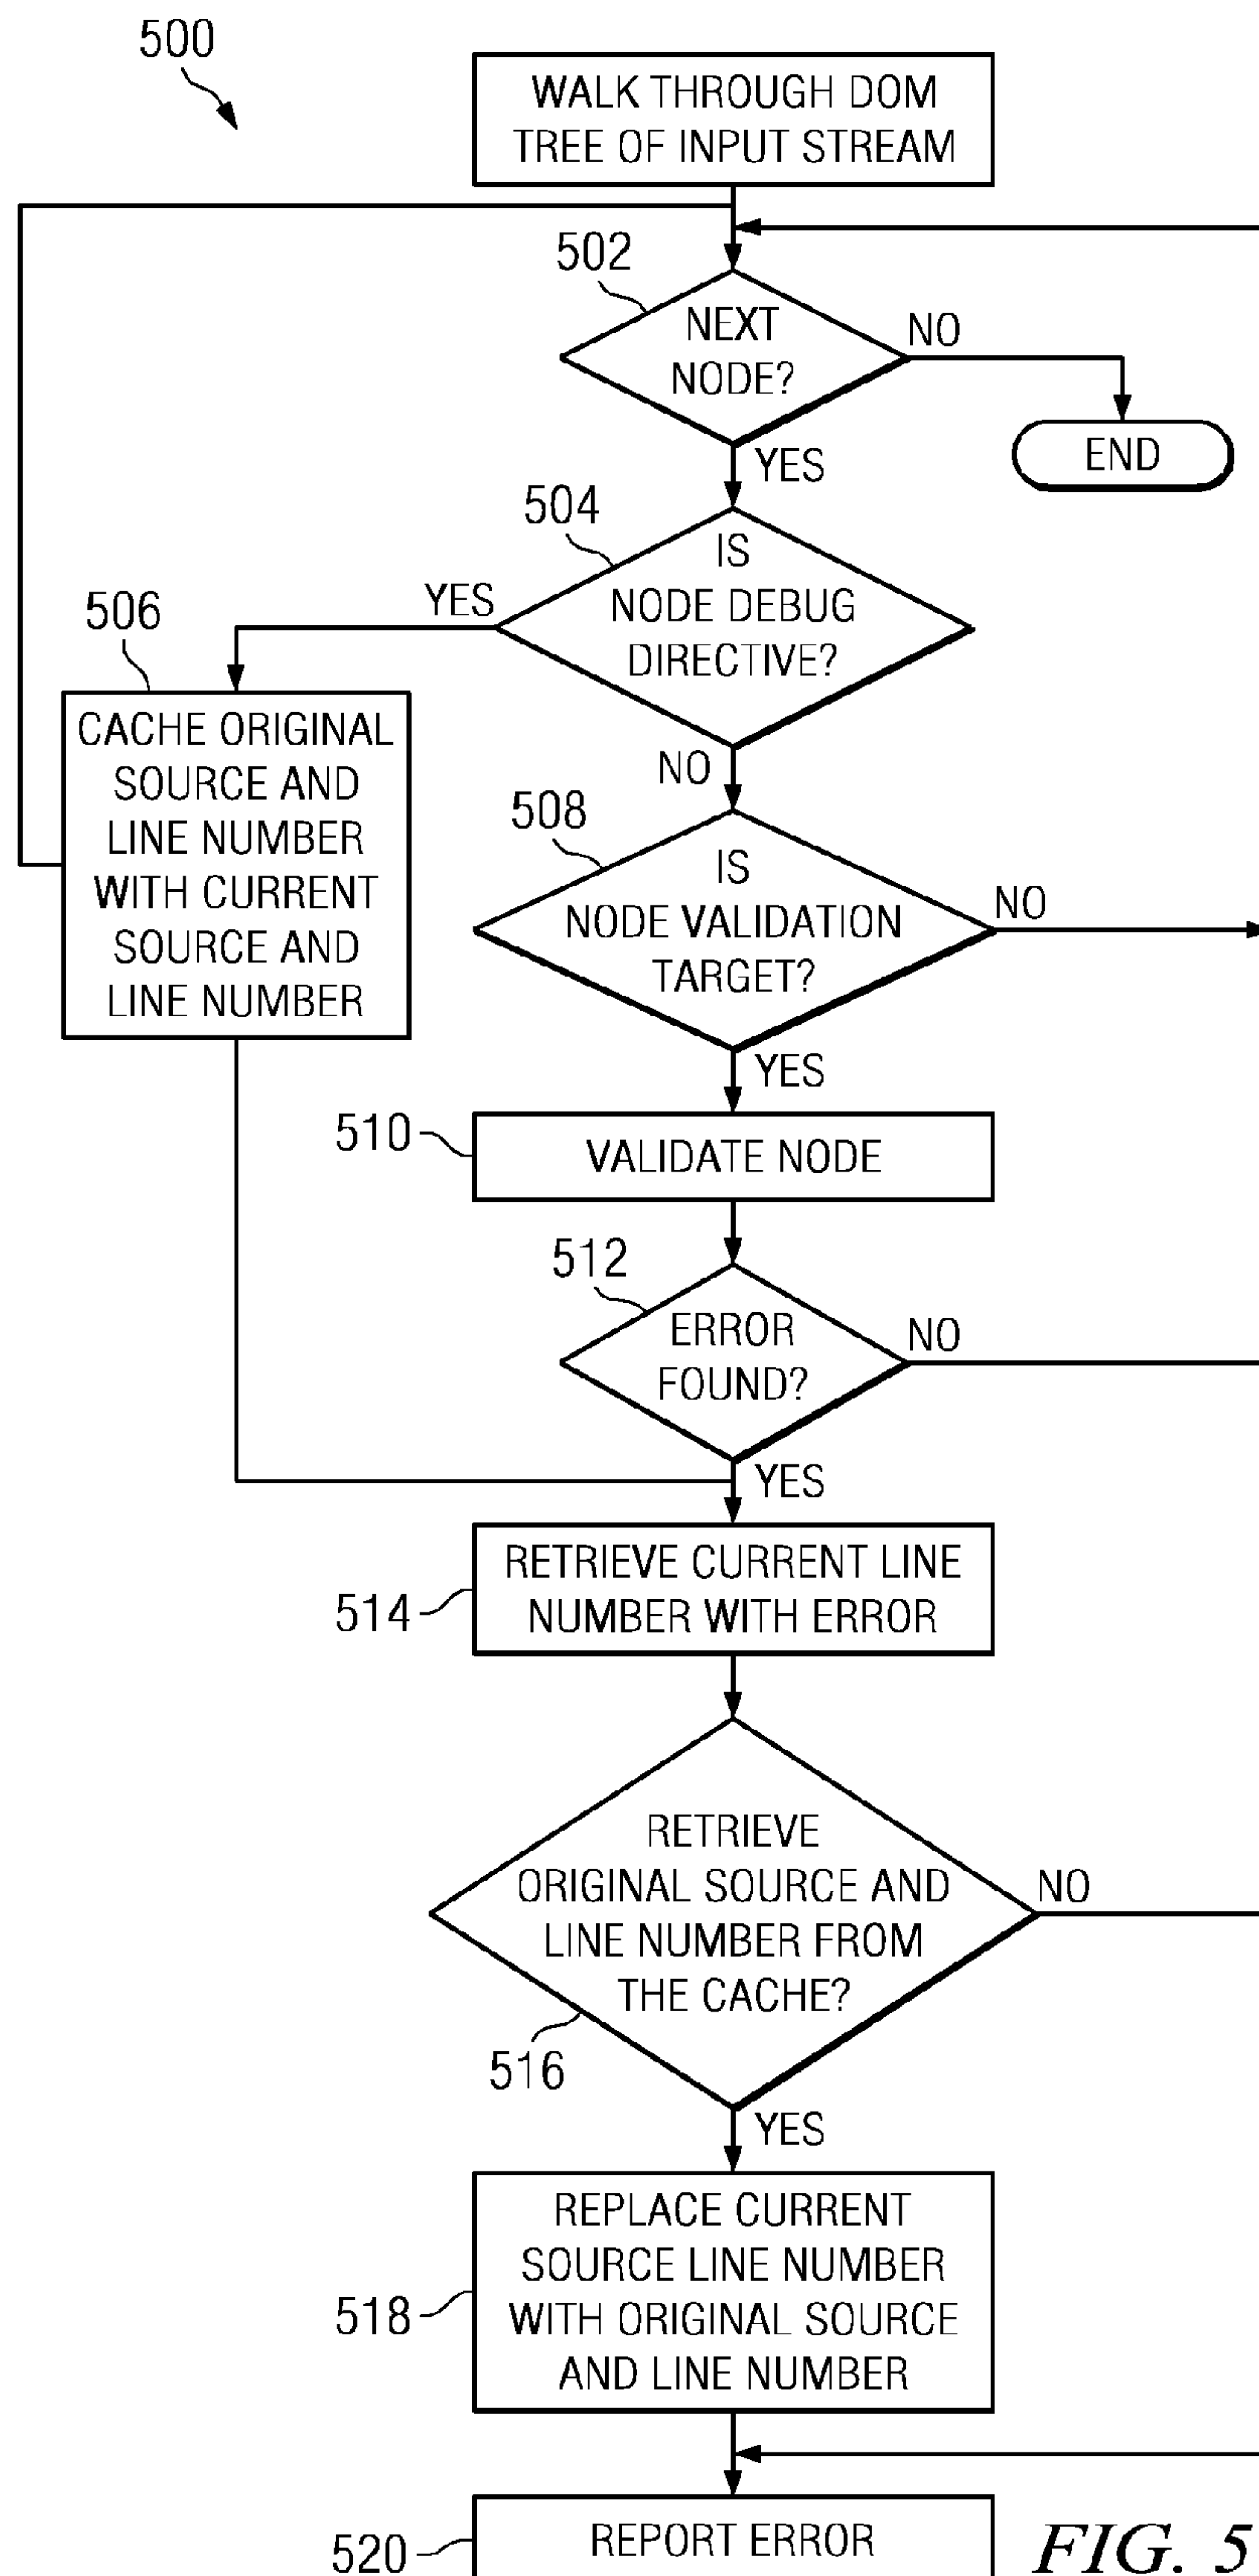 500
WALK THROUGH DOM
TREE OF INPUT STREAM
502
NEXT
NODE?
NO
END
YES
504
IS
NODE DEBUG
DIRECTIVE?
YES
506
CACHE ORIGINAL
SOURCE AND
LINE NUMBER
WITH CURRENT
SOURCE AND
LINE NUMBER
NO
508
IS
NODE VALIDATION
TARGET?
NO
YES
510
VALIDATE NODE
512
ERROR
FOUND?
NO
YES
514
RETRIEVE CURRENT LINE
NUMBER WITH ERROR
RETRIEVE
ORIGINAL SOURCE AND
LINE NUMBER FROM
THE CACHE?
NO
516
YES
518
REPLACE CURRENT
SOURCE LINE NUMBER
WITH ORIGINAL SOURCE
AND LINE NUMBER
520
REPORT ERROR
FIG. 5